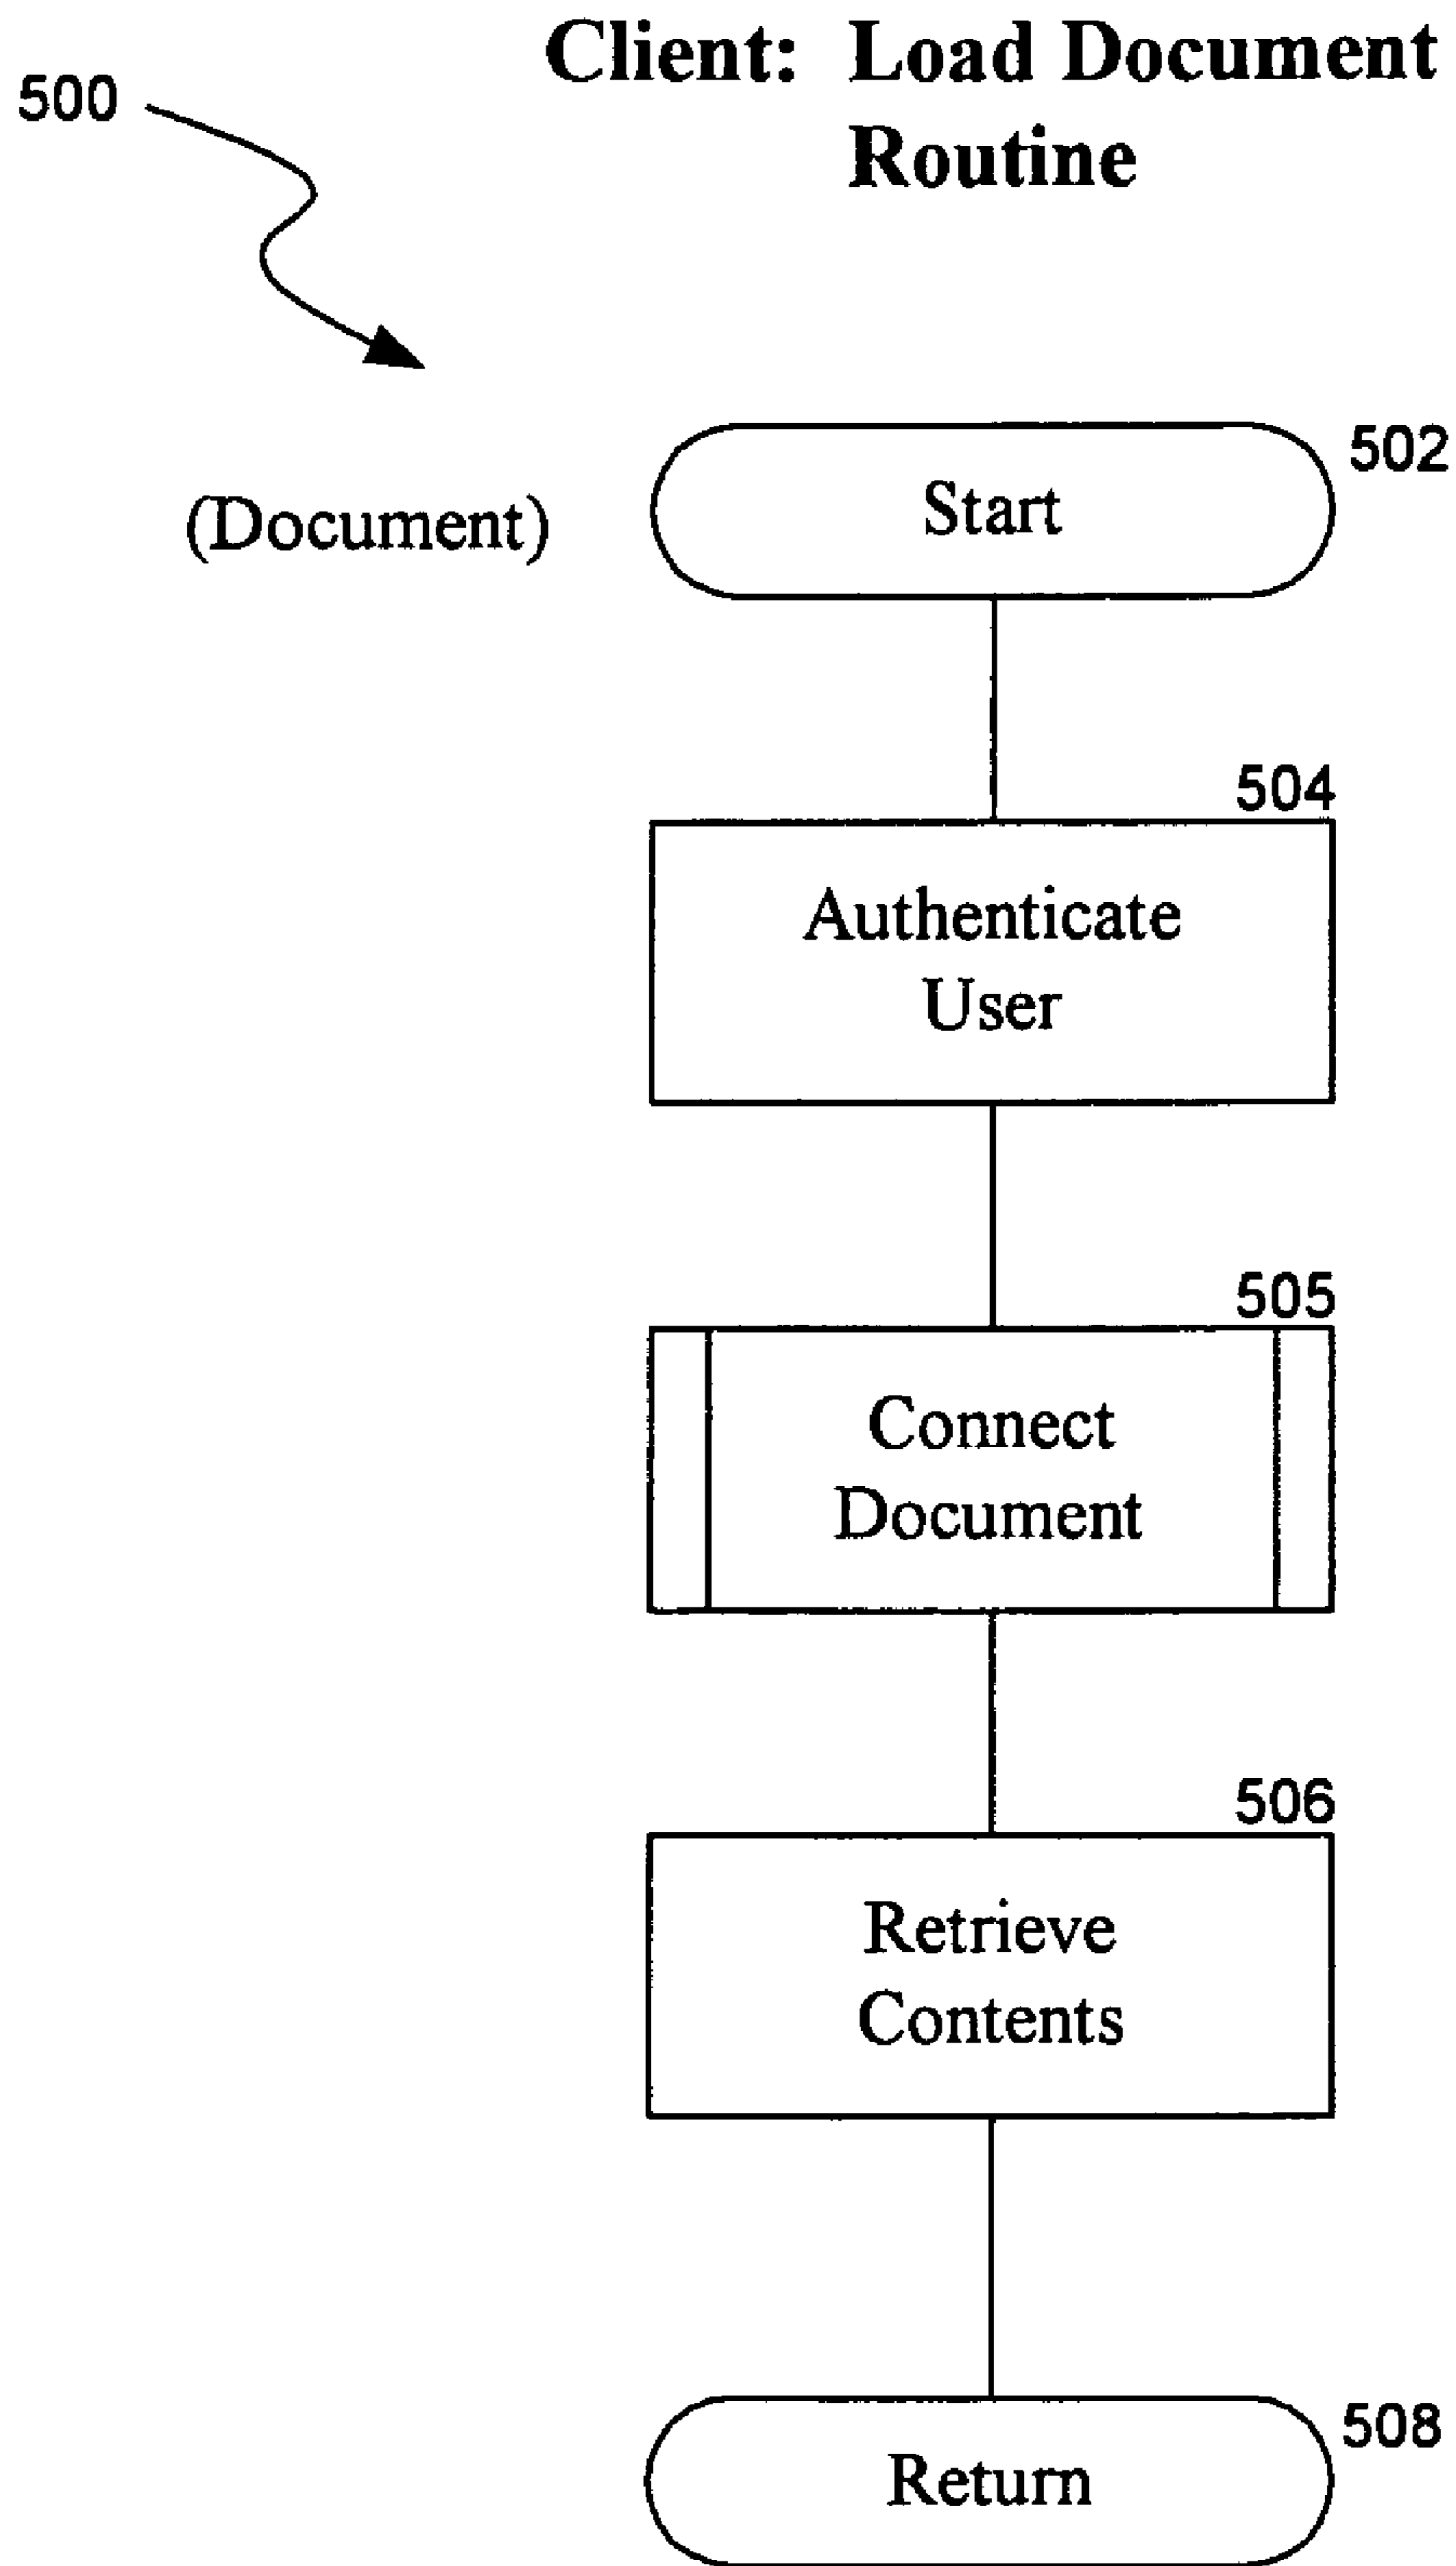 Client: Load Document
Routine
500
502
(Document)
Start
504
Authenticate
User
505
Connect
Document
506
Retrieve
Contents
508
Return